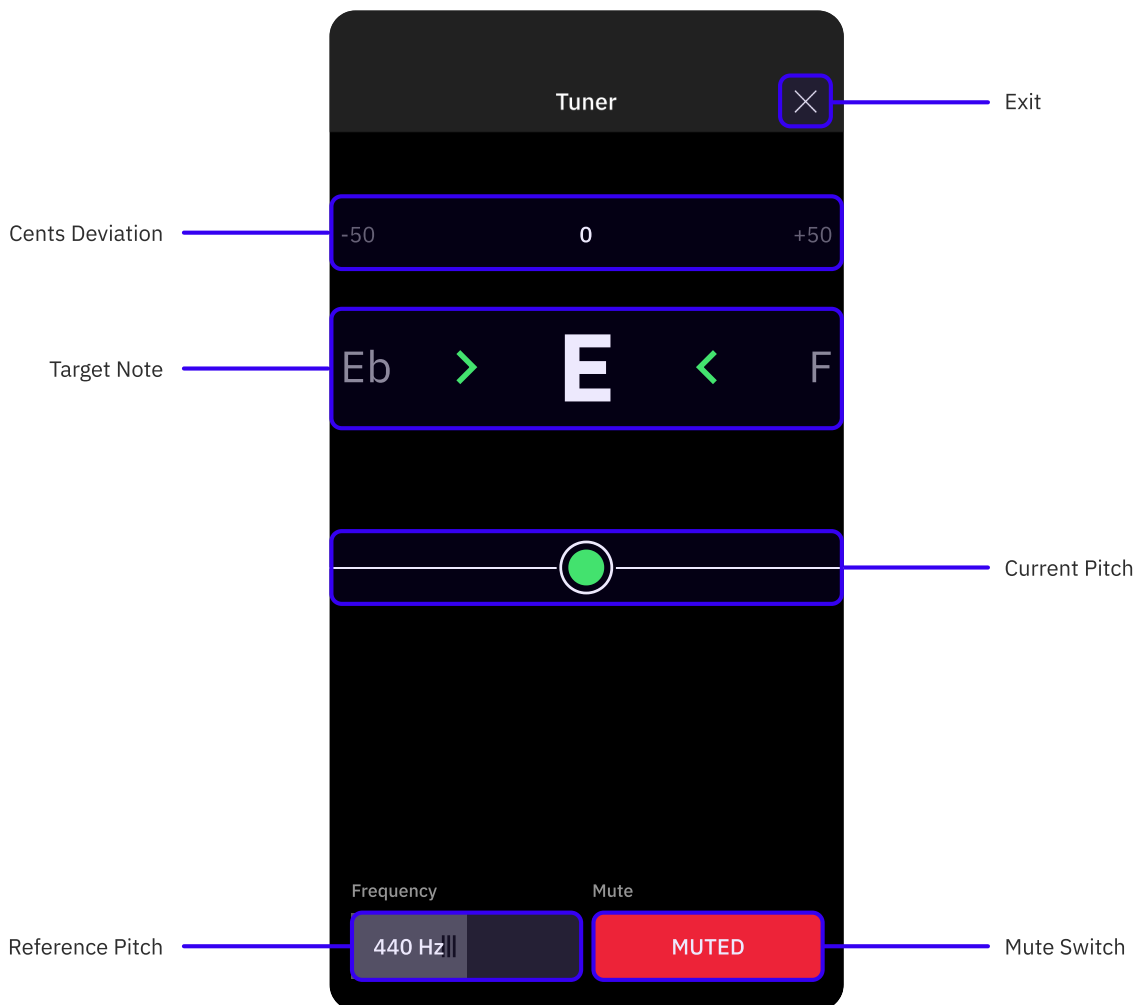 Tuner
Exit
Cents Deviation
-50 0 +50
Target Note
Eb > E < F
Current Pitch
Frequency Mute
Reference Pitch
440 Hz
MUTED
Mute Switch